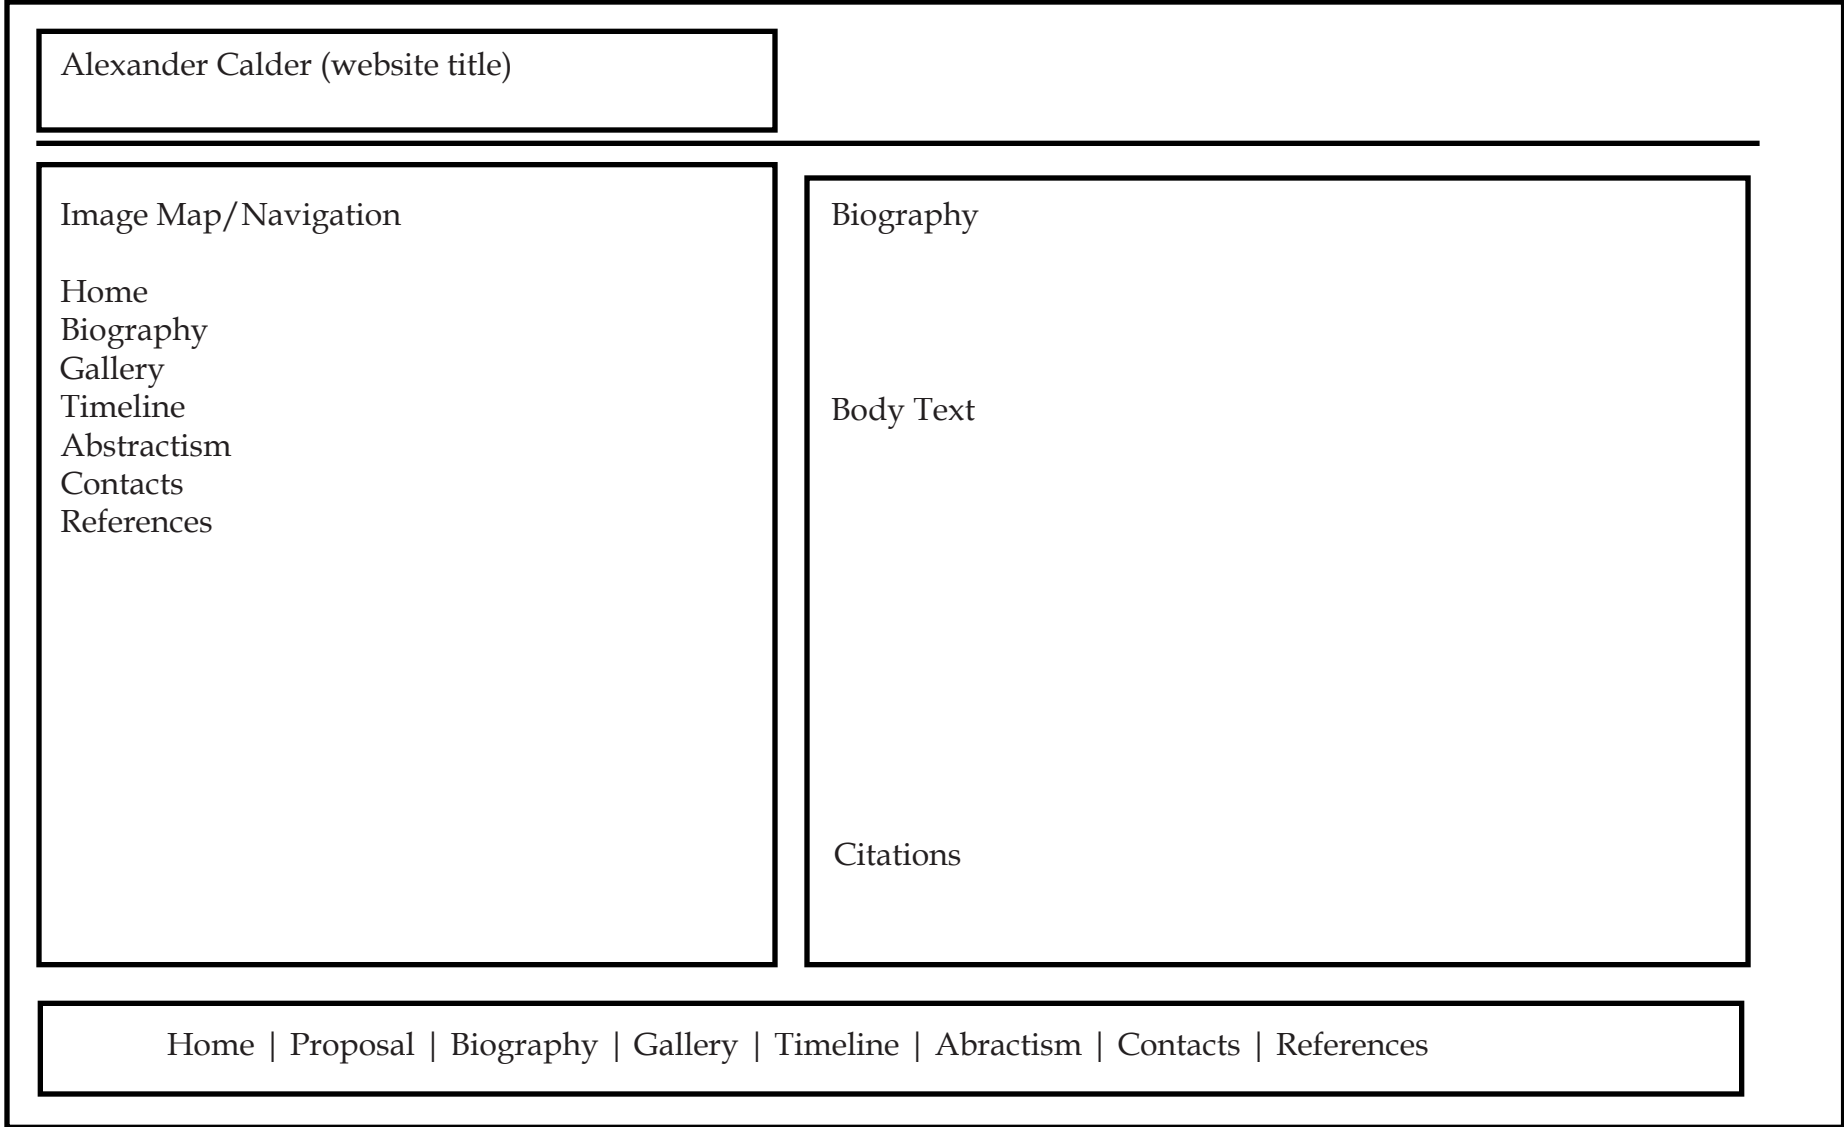 Alexander Calder (website title)
Image Map/Navigation
Home
Biography
Gallery
Timeline
Abstractism
Contacts
References
Biography
Body Text
Citations
Home | Proposal | Biography | Gallery | Timeline | Abractism | Contacts | References